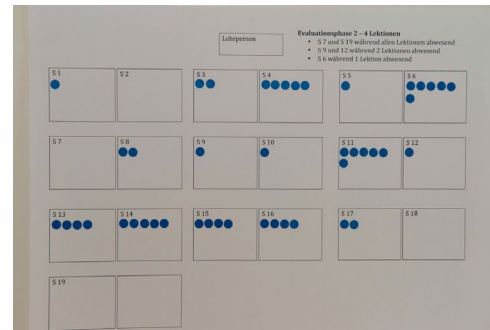 Evaluationsphase 2 – 4 Lektionen
Lehrperson
• S 7 und S 19 während allen Lektionen abwesend
• S 9 und 12 während 2 Lektionen abwesend
• S 6 während 1 Lektion abwesend
S 1 S 2 S 3 S 4 S 5 S 6
S 7 S 8 S 9 S 10 S 11 S 12
S 13 S 14 S 15 S 16 S 17 S 18
S 19